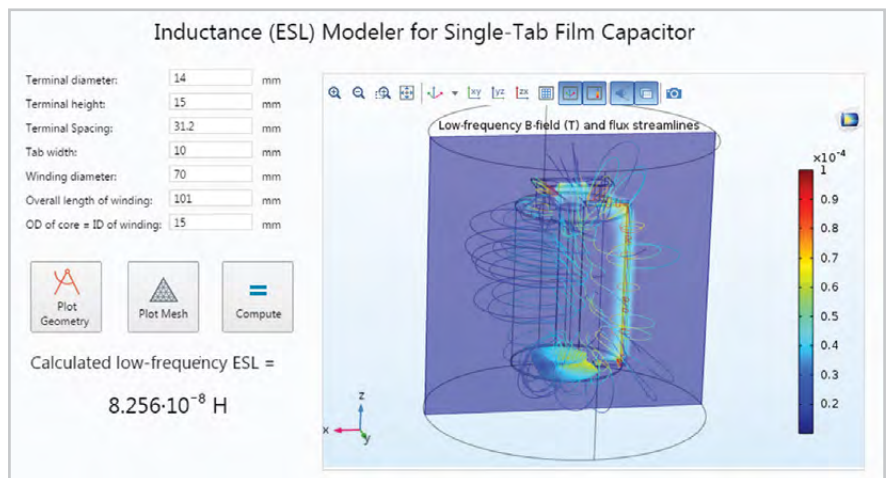 Inductance (ESL) Modeler for Single-Tab Film Capacitor
Terminal diameter: 14 mm
Terminal height: 15 mm
Terminal Spacing: 31.2 mm
Tab width: 10 mm
Winding diameter: 70 mm
Overall length of winding: 101 mm
OD of core = ID of winding: 15 mm
Plot Geometry
Plot Mesh
Compute
Calculated low-frequency ESL =
8.256·10⁻⁸ H
xy yz zx
Low-frequency B-field (T) and flux streamlines
×10⁻⁴
1
0.9
0.8
0.7
0.6
0.5
0.4
0.3
0.2
z
x
y